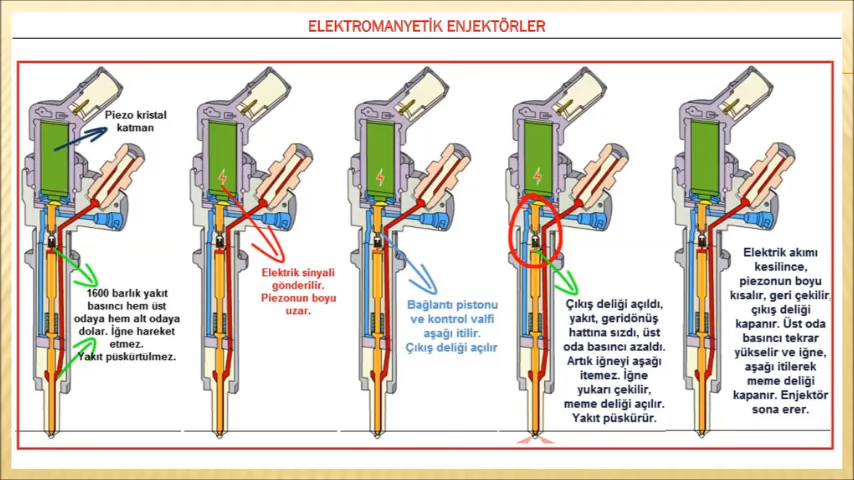 ELEKTROMANYETİK ENJEKTÖRLER
Piezo kristal
katman
1600 barlık yakıt
basıncı hem üst
odaya hem alt odaya
dolar. İğne hareket
etmez.
Yakıt püskürtülmez.
Elektrik sinyali
gönderilir.
Piezonun boyu
uzar.
Bağlantı pistonu
ve kontrol valfi
aşağı itilir.
Çıkış deliği açılır
Çıkış deliği açıldı,
yakıt, geridönüş
hattına sızdı, üst
oda basıncı azaldı.
Artık iğneyi aşağı
itemez. İğne
yukarı çekilir,
meme deliği açılır.
Yakıt püskürür.
Elektrik akımı
kesilince,
piezonun boyu
kısalır, geri çekilir,
çıkış deliği
kapanır. Üst oda
basıncı tekrar
yükselir ve iğne,
aşağı itilerek
meme deliği
kapanır. Enjektör
sona erer.